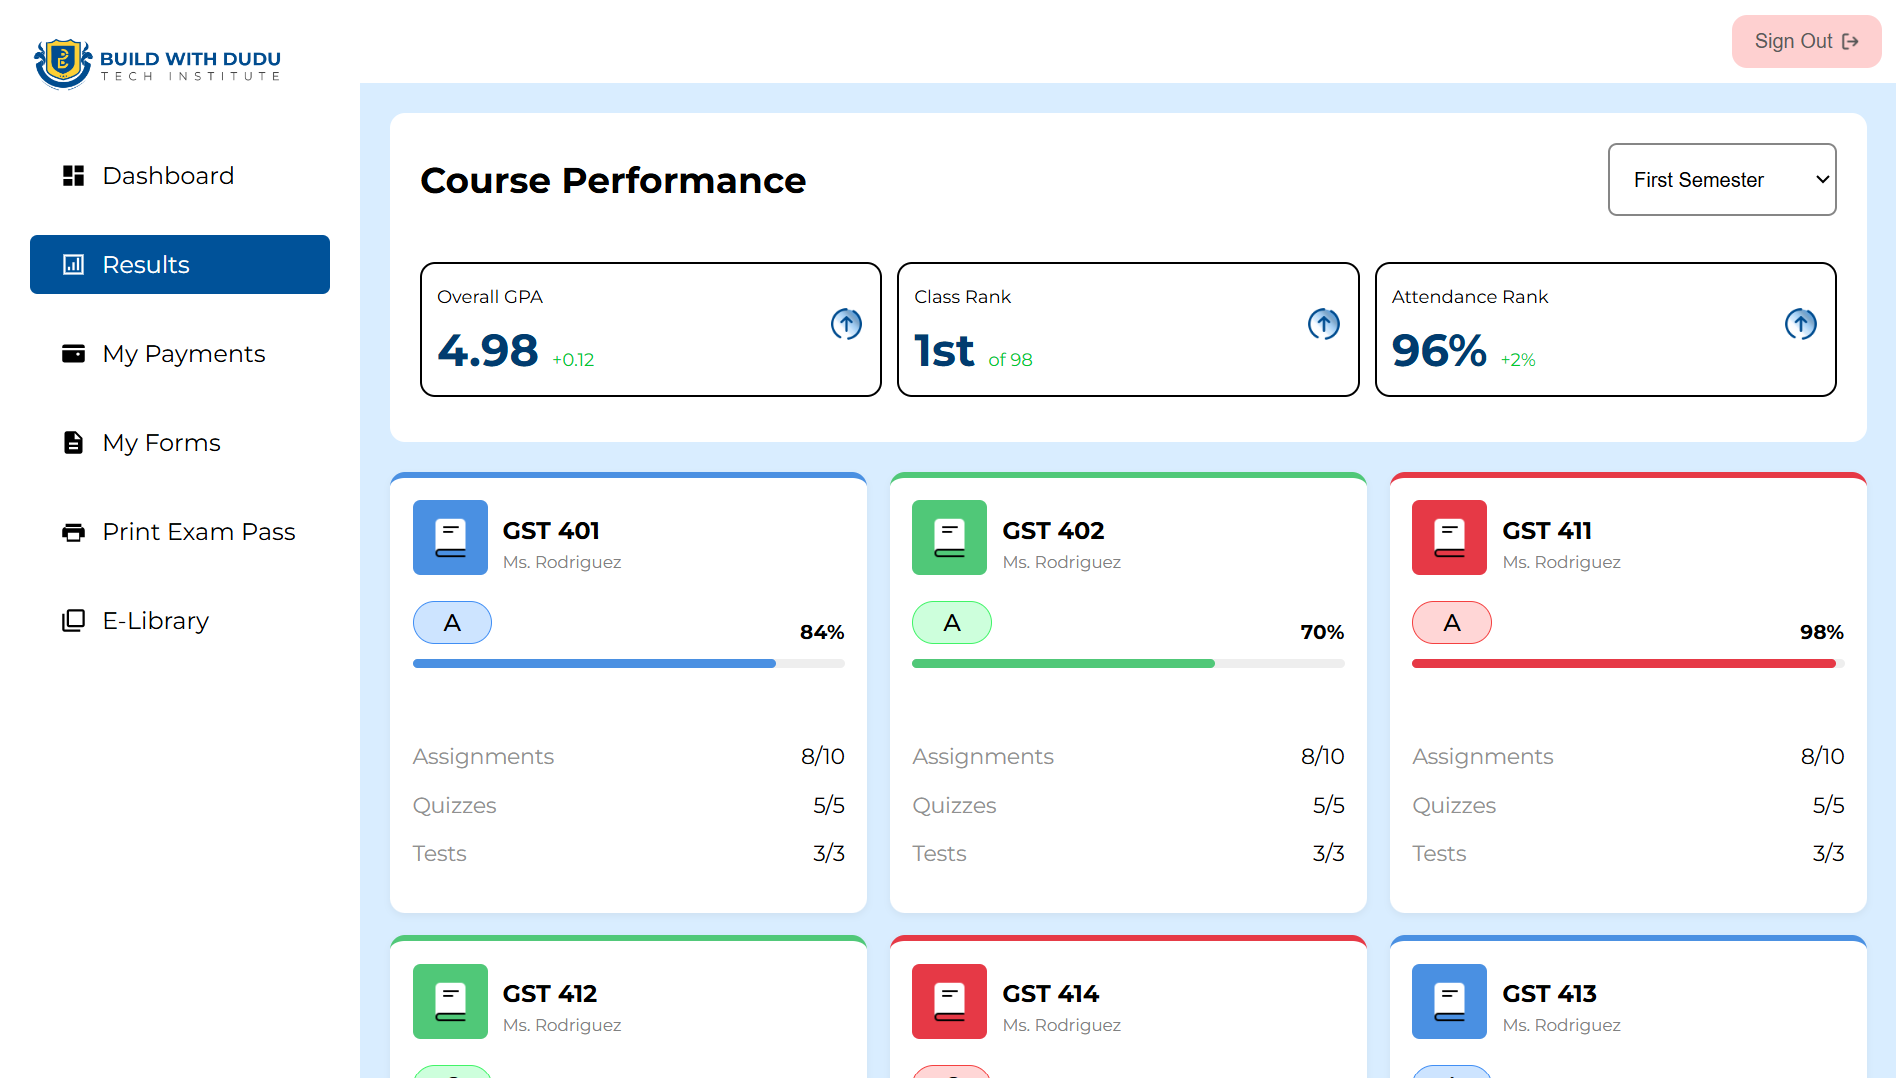 BUILD WITH DUDU
TECH INSTITUTE
Sign Out
Dashboard
Results
My Payments
My Forms
Print Exam Pass
E-Library
Course Performance
First Semester
Overall GPA
4.98 +0.12
Class Rank
1st of 98
Attendance Rank
96% +2%
GST 401
Ms. Rodriguez
A
84%
Assignments 8/10
Quizzes 5/5
Tests 3/3
GST 402
Ms. Rodriguez
A
70%
Assignments 8/10
Quizzes 5/5
Tests 3/3
GST 411
Ms. Rodriguez
A
98%
Assignments 8/10
Quizzes 5/5
Tests 3/3
GST 412
Ms. Rodriguez
GST 414
Ms. Rodriguez
GST 413
Ms. Rodriguez